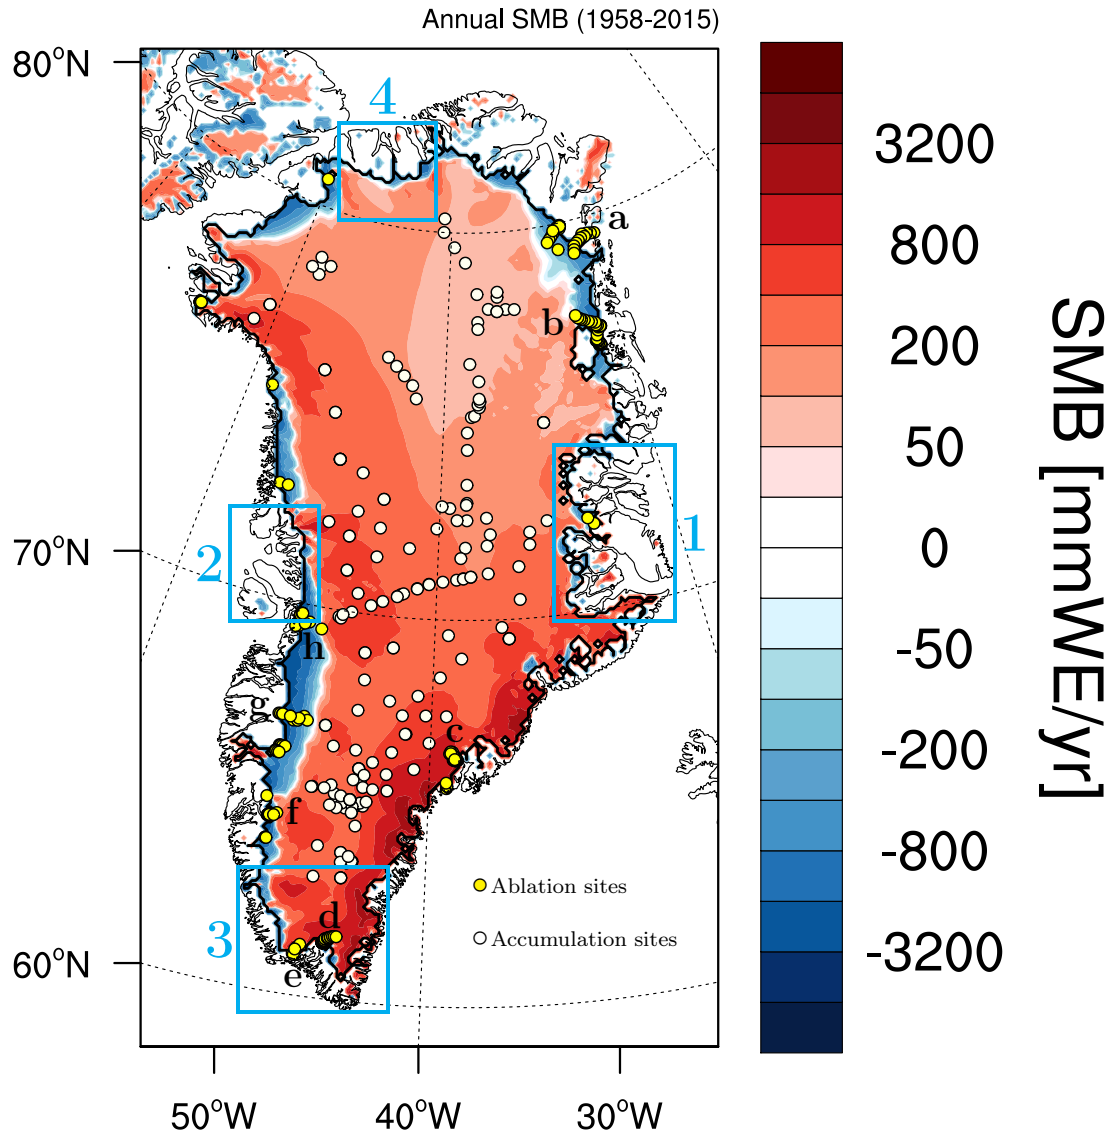 Annual SMB (1958-2015)
80°N
70°N
60°N
50°W
40°W
30°W
4
1
2
3
a
b
c
d
e
f
g
h
Ablation sites
Accumulation sites
3200
800
200
50
0
-50
-200
-800
-3200
SMB [mmWE/yr]